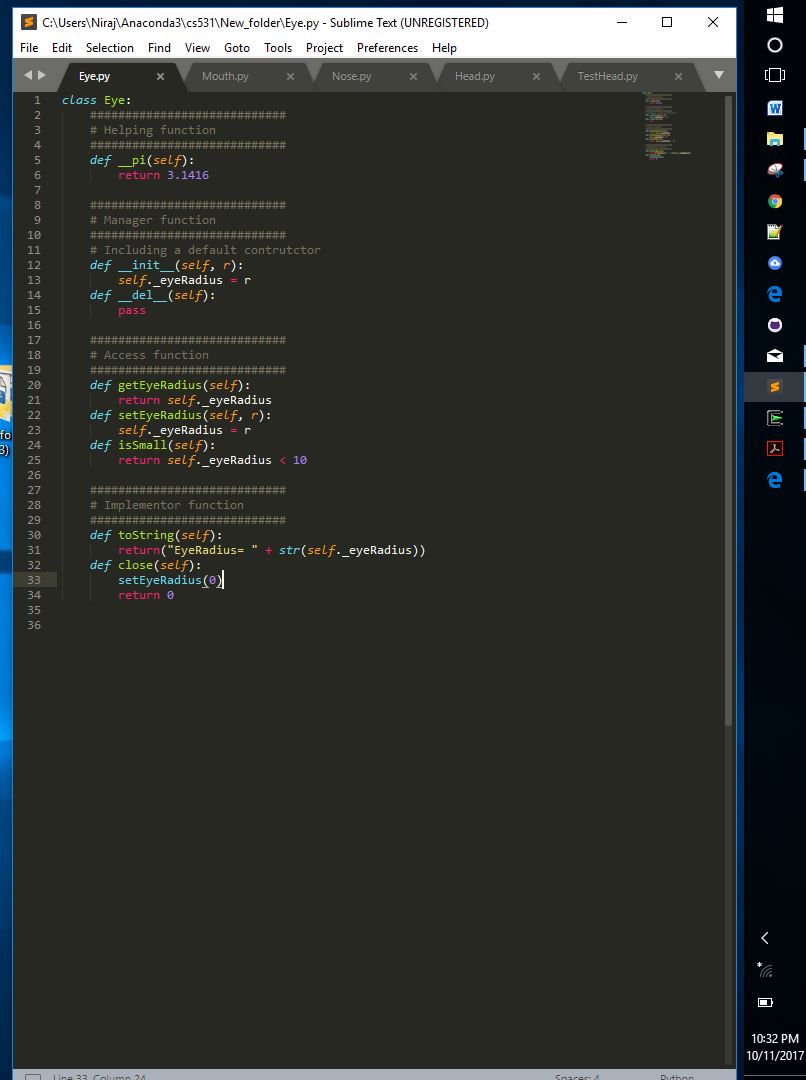 C:\Users\Niraj\Anaconda3\cs531\New_folder\Eye.py - Sublime Text (UNREGISTERED)
File Edit Selection Find View Goto Tools Project Preferences Help
Eye.py Mouth.py Nose.py Head.py TestHead.py
1 class Eye:
2     ############################
3     # Helping function
4     ############################
5     def __pi(self):
6         return 3.1416
7
8     ############################
9     # Manager function
10     ############################
11     # Including a default contrutctor
12     def __init__(self, r):
13         self._eyeRadius = r
14     def __del__(self):
15         pass
16
17     ############################
18     # Access function
19     ############################
20     def getEyeRadius(self):
21         return self._eyeRadius
22     def setEyeRadius(self, r):
23         self._eyeRadius = r
24     def isSmall(self):
25         return self._eyeRadius < 10
26
27     ############################
28     # Implementor function
29     ############################
30     def toString(self):
31         return("EyeRadius= " + str(self._eyeRadius))
32     def close(self):
33         setEyeRadius(0)
34         return 0
35
36
fo
3)
10:32 PM
10/11/2017
Line 33, Column 24 Spaces: 4 Python